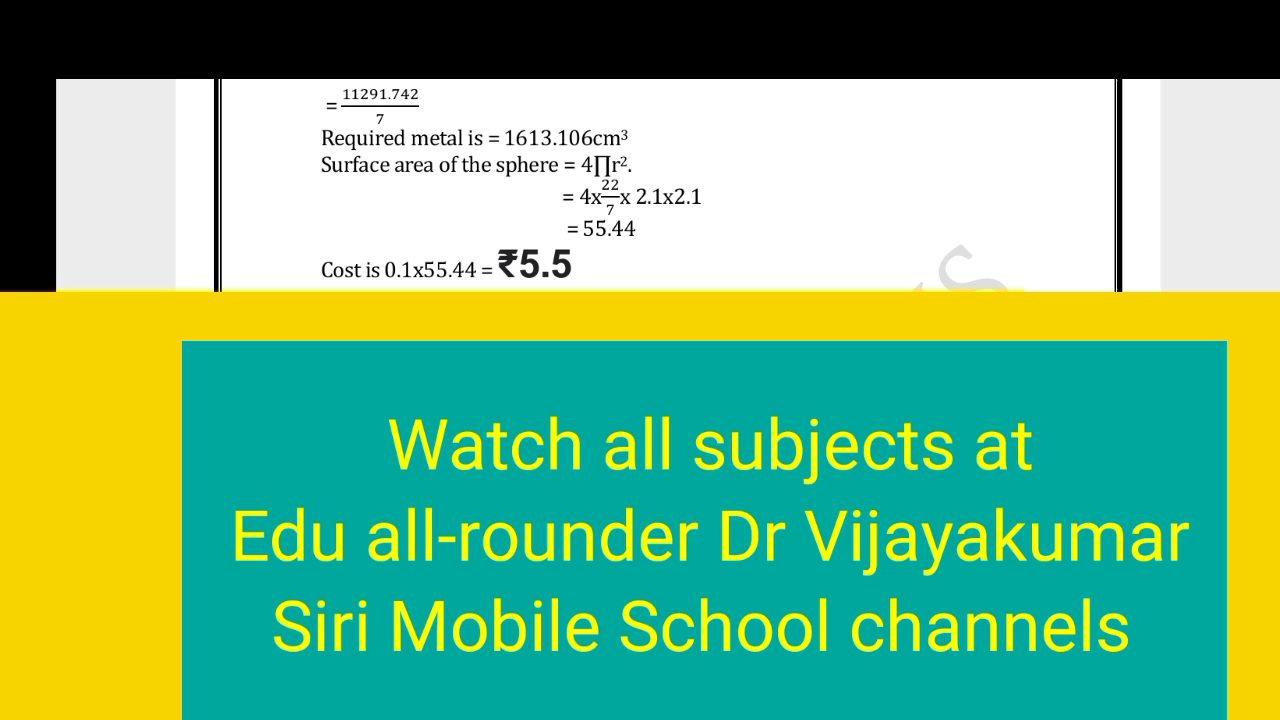 = 11291.742/7
Required metal is = 1613.106cm³
Surface area of the sphere = 4∏r².
= 4x22/7x 2.1x2.1
= 55.44
Cost is 0.1x55.44 = ₹5.5
Watch all subjects at
Edu all-rounder Dr Vijayakumar
Siri Mobile School channels